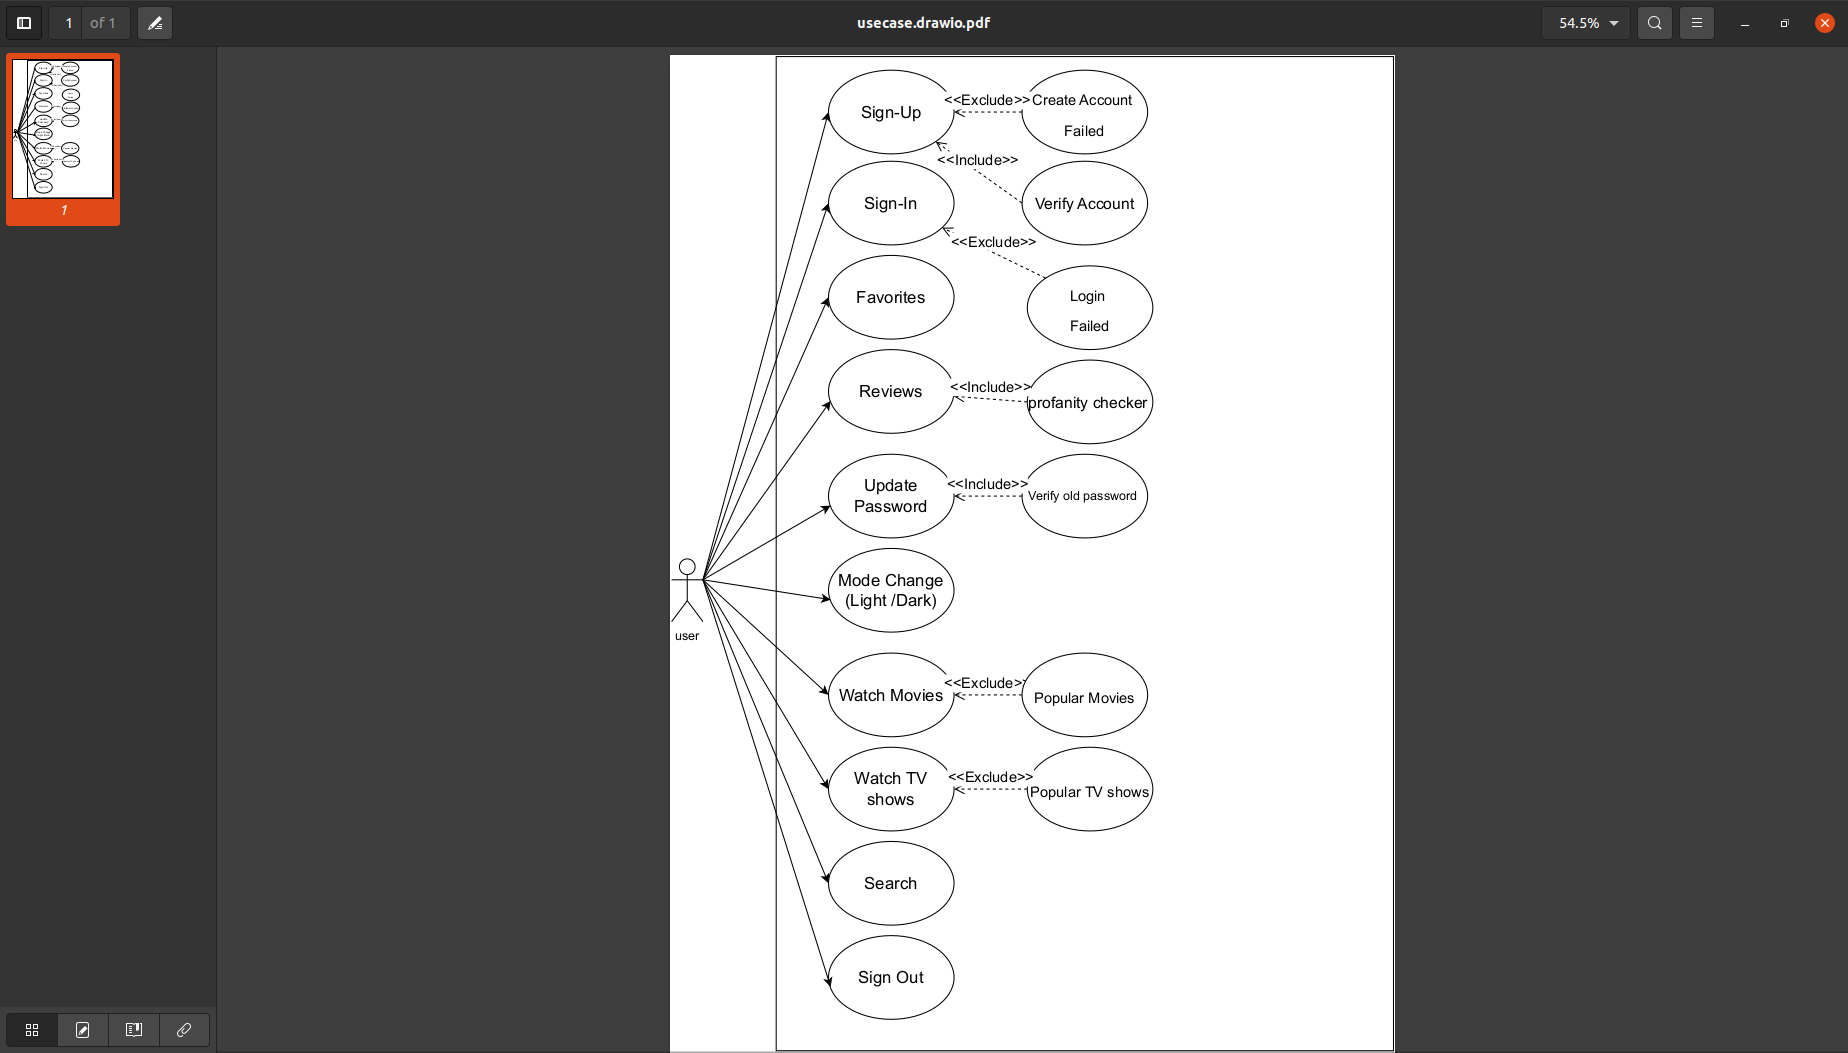 1 of 1
usecase.drawio.pdf
54.5%
1
Sign-Up
<<Exclude>>
Create Account
Failed
<<Include>>
Sign-In
Verify Account
<<Exclude>>
Favorites
Login
Failed
Reviews
<<Include>>
profanity checker
Update
Password
<<Include>>
Verify old password
Mode Change
(Light /Dark)
user
Watch Movies
<<Exclude>
Popular Movies
Watch TV
shows
<<Exclude>>
Popular TV shows
Search
Sign Out